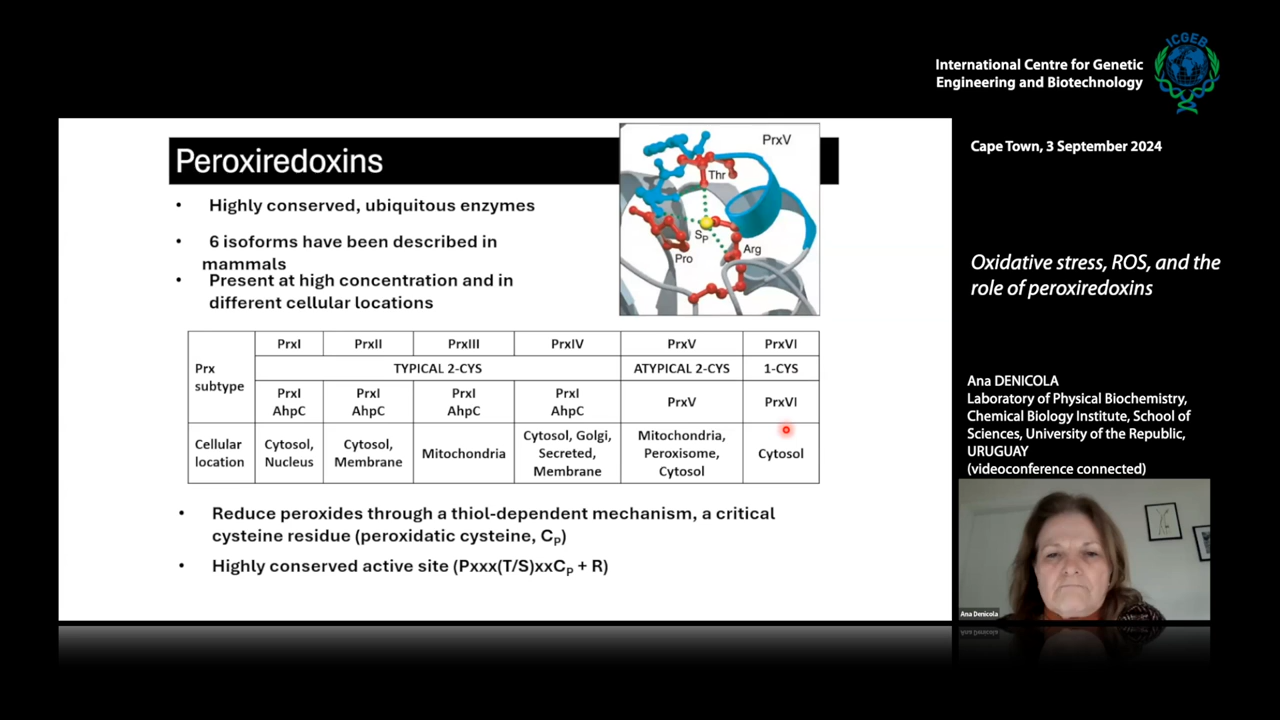 ICGEB
International Centre for Genetic
Engineering and Biotechnology
Cape Town, 3 September 2024
Oxidative stress, ROS, and the
role of peroxiredoxins
Ana DENICOLA
Laboratory of Physical Biochemistry,
Chemical Biology Institute, School of
Sciences, University of the Republic,
URUGUAY
(videoconference connected)
Ana Denicola
Peroxiredoxins
• Highly conserved, ubiquitous enzymes
• 6 isoforms have been described in
mammals
• Present at high concentration and in
different cellular locations
PrxV
Thr
SP
Pro
Arg
Prx subtype PrxI PrxII PrxIII PrxIV PrxV PrxVI
TYPICAL 2-CYS ATYPICAL 2-CYS 1-CYS
PrxI AhpC PrxI AhpC PrxI AhpC PrxI AhpC PrxV PrxVI
Cellular location Cytosol, Nucleus Cytosol, Membrane Mitochondria Cytosol, Golgi, Secreted, Membrane Mitochondria, Peroxisome, Cytosol Cytosol
• Reduce peroxides through a thiol-dependent mechanism, a critical
cysteine residue (peroxidatic cysteine, CP)
• Highly conserved active site (Pxxx(T/S)xxCP + R)